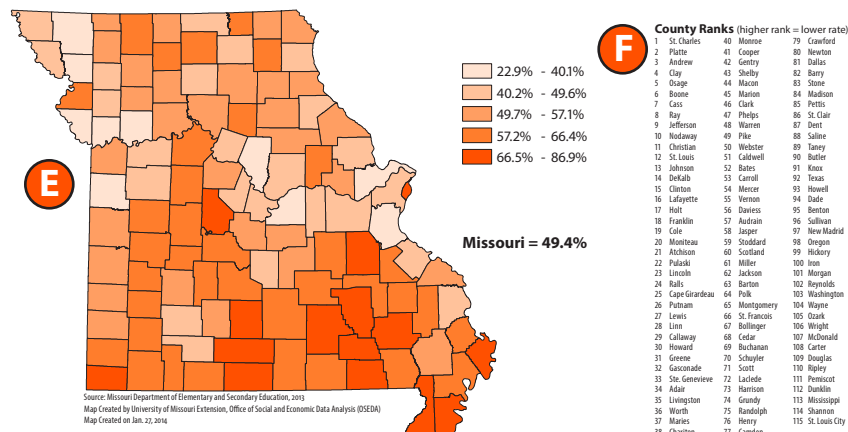 E
22.9% - 40.1%
40.2% - 49.6%
49.7% - 57.1%
57.2% - 66.4%
66.5% - 86.9%
Missouri = 49.4%
Source: Missouri Department of Elementary and Secondary Education, 2013
Map Created by University of Missouri Extension, Office of Social and Economic Data Analysis (OSEDA)
Map Created on Jan. 27, 2014
F
County Ranks (higher rank = lower rate)
1 St. Charles 40 Monroe 79 Crawford
2 Platte 41 Cooper 80 Newton
3 Andrew 42 Gentry 81 Dallas
4 Clay 43 Shelby 82 Barry
5 Osage 44 Macon 83 Stone
6 Boone 45 Marion 84 Madison
7 Cass 46 Clark 85 Pettis
8 Ray 47 Phelps 86 St. Clair
9 Jefferson 48 Warren 87 Dent
10 Nodaway 49 Pike 88 Saline
11 Christian 50 Webster 89 Taney
12 St. Louis 51 Caldwell 90 Butler
13 Johnson 52 Bates 91 Knox
14 DeKalb 53 Carroll 92 Texas
15 Clinton 54 Mercer 93 Howell
16 Lafayette 55 Vernon 94 Dade
17 Holt 56 Daviess 95 Benton
18 Franklin 57 Audrain 96 Sullivan
19 Cole 58 Jasper 97 New Madrid
20 Moniteau 59 Stoddard 98 Oregon
21 Atchison 60 Scotland 99 Hickory
22 Pulaski 61 Miller 100 Iron
23 Lincoln 62 Jackson 101 Morgan
24 Ralls 63 Barton 102 Reynolds
25 Cape Girardeau 64 Polk 103 Washington
26 Putnam 65 Montgomery 104 Wayne
27 Lewis 66 St. Francois 105 Ozark
28 Linn 67 Bollinger 106 Wright
29 Callaway 68 Cedar 107 McDonald
30 Howard 69 Buchanan 108 Carter
31 Greene 70 Schuyler 109 Douglas
32 Gasconade 71 Scott 110 Ripley
33 Ste. Genevieve 72 Laclede 111 Pemiscot
34 Adair 73 Harrison 112 Dunklin
35 Livingston 74 Grundy 113 Mississippi
36 Worth 75 Randolph 114 Shannon
37 Maries 76 Henry 115 St. Louis City